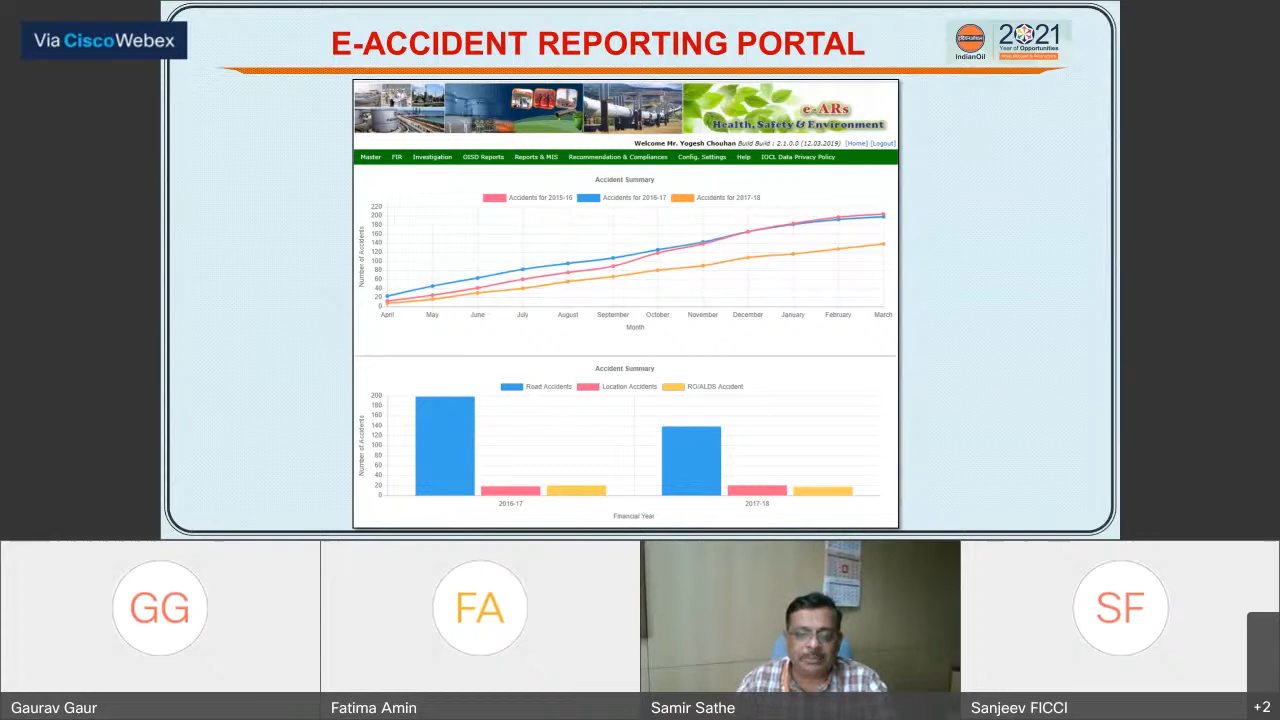 Via CiscoWebex
E-ACCIDENT REPORTING PORTAL
IndianOil
2021
Year of Opportunities
e-ARs
Health, Safety & Environment
Welcome Mr. Yogesh Chouhan Build Build : 2.1.0.0 (12.03.2019) [Home] [Logout]
Master FIR Investigation OISD Reports Reports & MIS Recommendation & Compliances Config. Settings Help IOCL Data Privacy Policy
Accident Summary
Accidents for 2015-16 Accidents for 2016-17 Accidents for 2017-18
Number of Accidents
220
200
180
160
140
120
100
80
60
40
20
0
April May June July August September October November December January February March
Month
Accident Summary
Road Accidents Location Accidents RO/ALDS Accident
Number of Accidents
200
180
160
140
120
100
80
60
40
20
0
2016-17 2017-18
Financial Year
GG FA SF
Gaurav Gaur Fatima Amin Samir Sathe Sanjeev FICCI +2